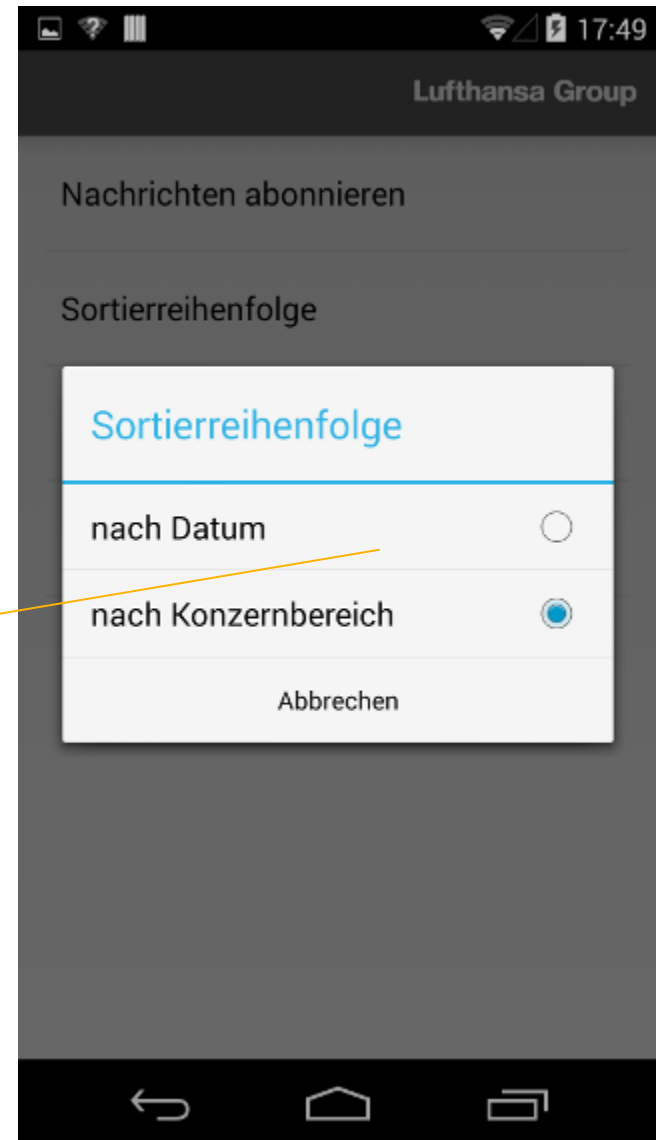 17:49
Lufthansa Group
Nachrichten abonnieren
Sortierreihenfolge
Sortierreihenfolge
nach Datum
nach Konzernbereich
Abbrechen